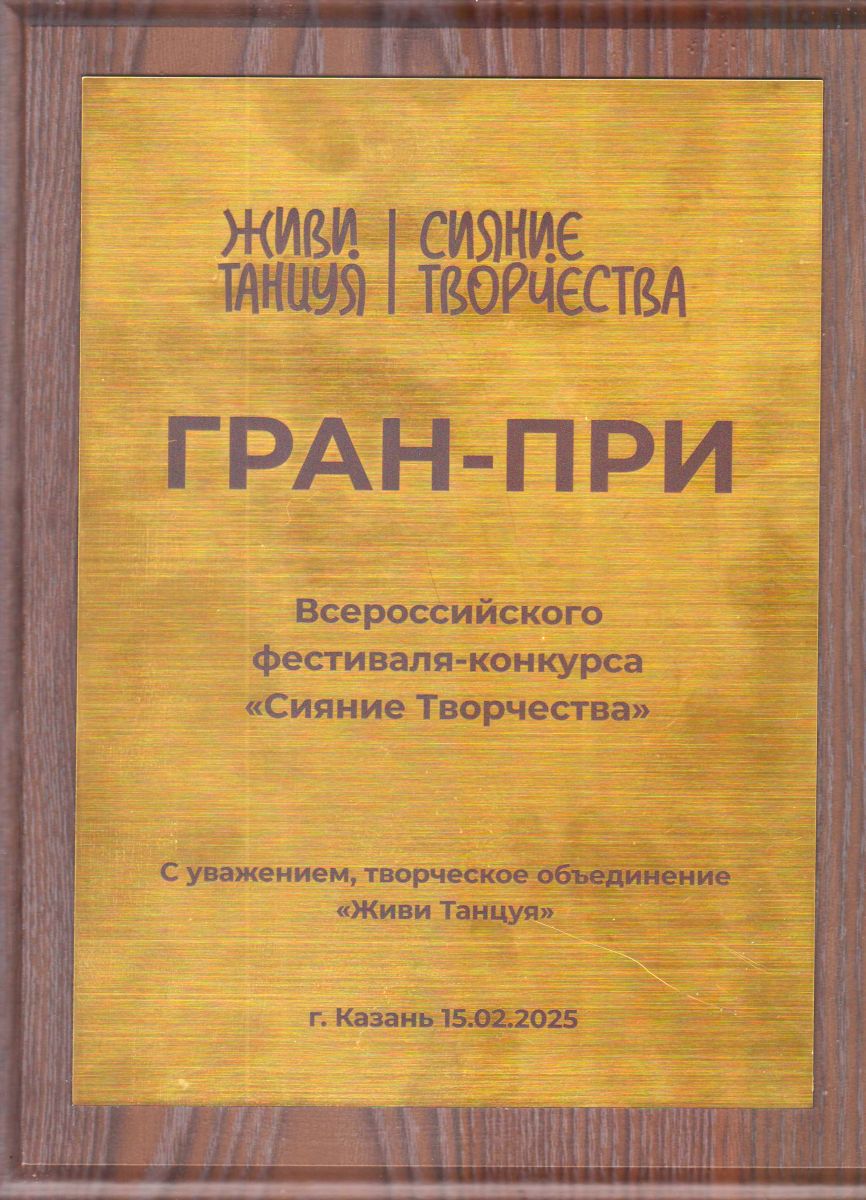 ЖИВИ ТАНЦУЯ | СИЯНИЕ ТВОРЧЕСТВА
ГРАН-ПРИ
Всероссийского
фестиваля-конкурса
«Сияние Творчества»
С уважением, творческое объединение
«Живи Танцуя»
г. Казань 15.02.2025